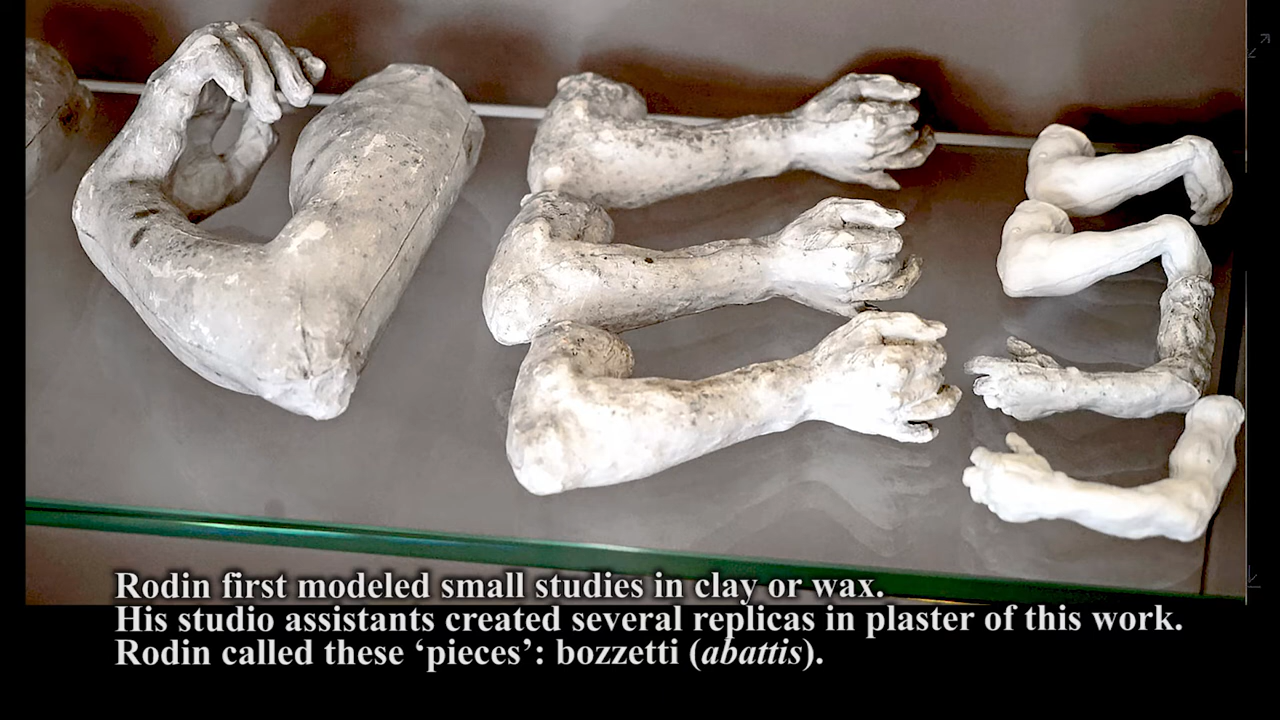 Rodin first modeled small studies in clay or wax.
His studio assistants created several replicas in plaster of this work.
Rodin called these ‘pieces’: bozzetti (abattis).